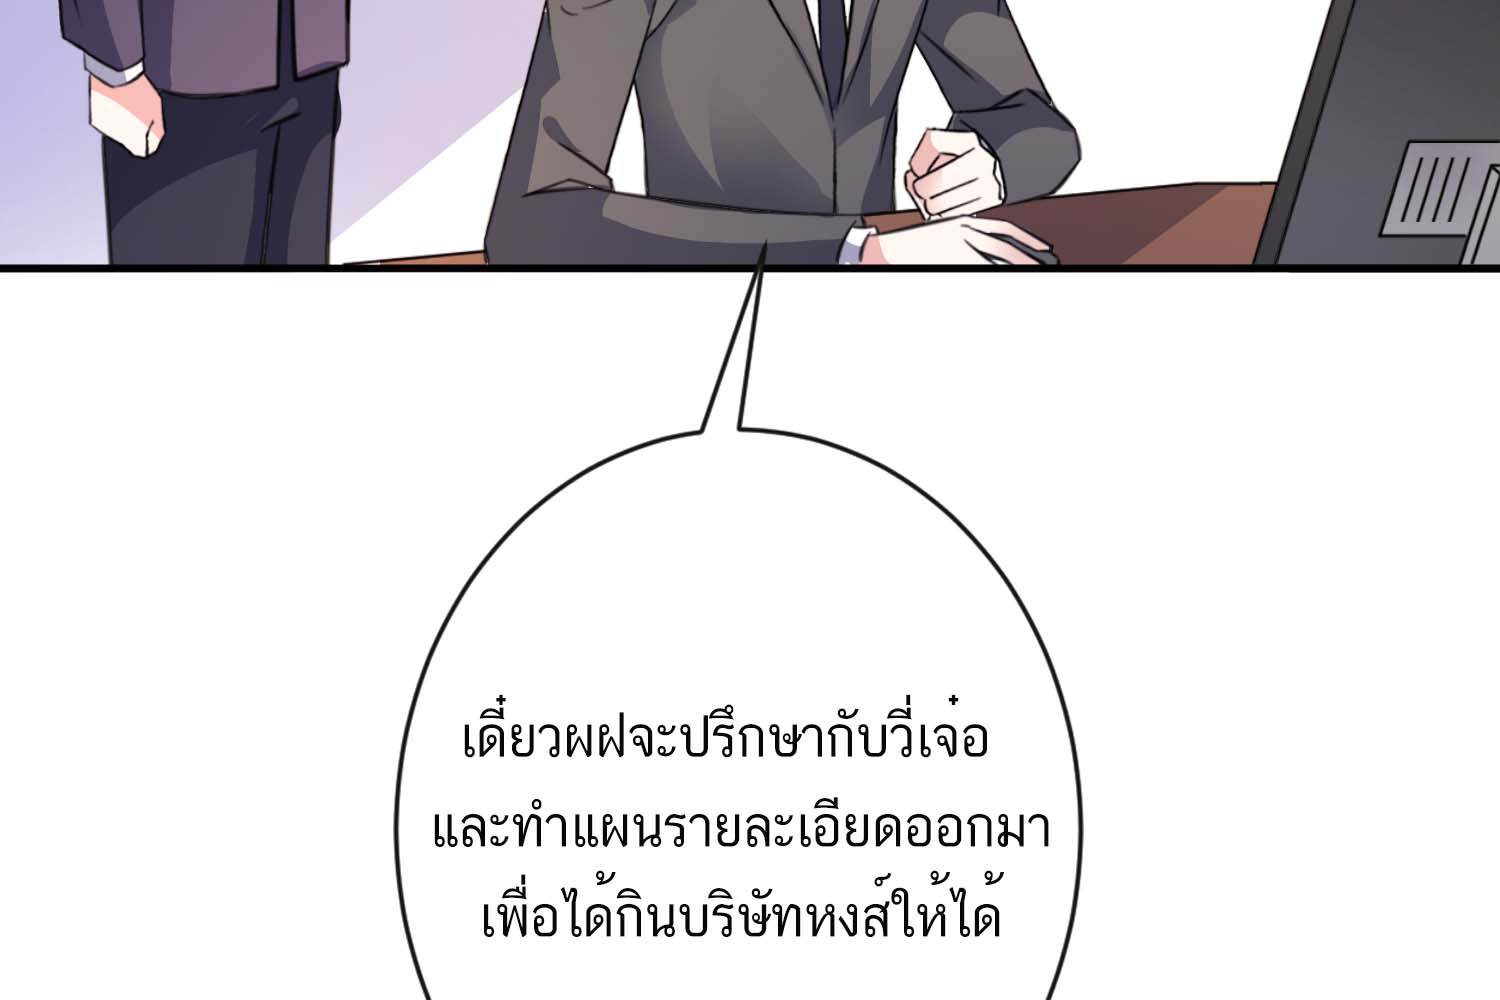 เดี๋ยวผฝจะปรึกษากับวี่เจ๋อ
และทำแผนรายละเอียดออกมา
เพื่อได้กินบริษัทหงส์ให้ได้